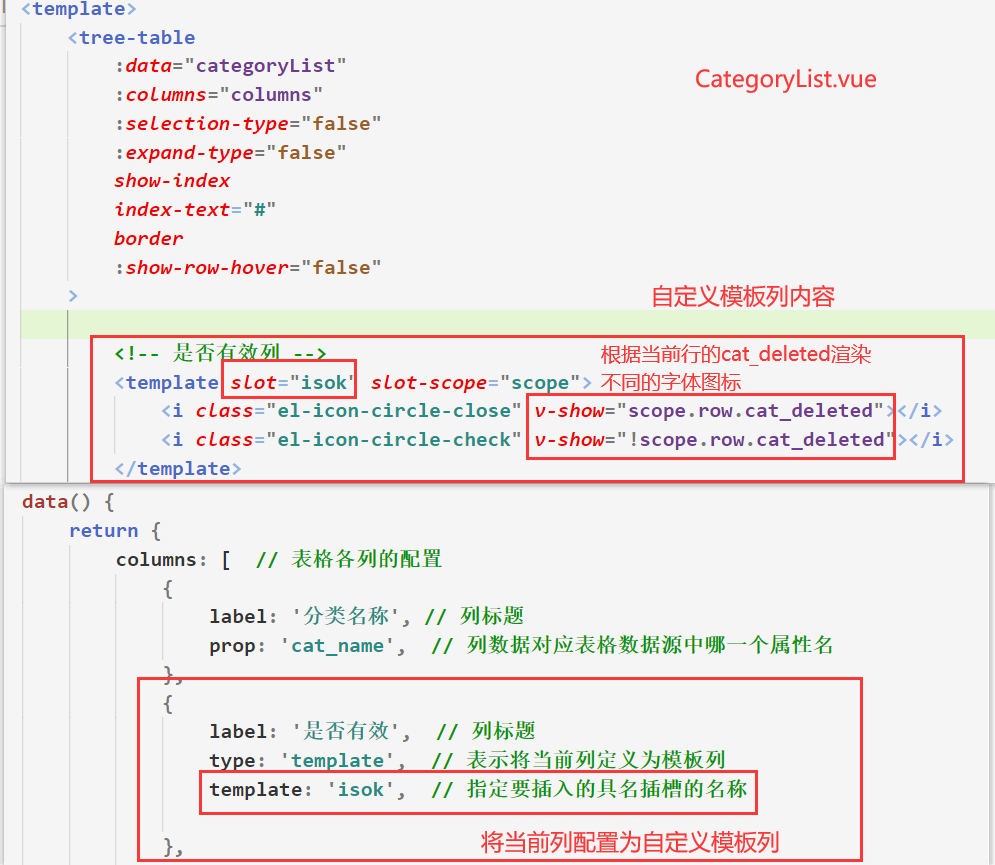 <template>
<tree-table
:data="categoryList"
CategoryList.vue
:columns="columns"
:selection-type="false"
:expand-type="false"
show-index
index-text="#"
border
:show-row-hover="false"
>
自定义模板列内容
<!-- 是否有效列 -->
根据当前行的cat_deleted渲染
不同的字体图标
<template slot="isok" slot-scope="scope">
<i class="el-icon-circle-close" v-show="scope.row.cat_deleted"></i>
<i class="el-icon-circle-check" v-show="!scope.row.cat_deleted"></i>
</template>
data() {
return {
columns: [ // 表格各列的配置
{
label: '分类名称', // 列标题
prop: 'cat_name', // 列数据对应表格数据源中哪一个属性名
},
{
label: '是否有效', // 列标题
type: 'template', // 表示将当前列定义为模板列
template: 'isok', // 指定要插入的具名插槽的名称
},
将当前列配置为自定义模板列